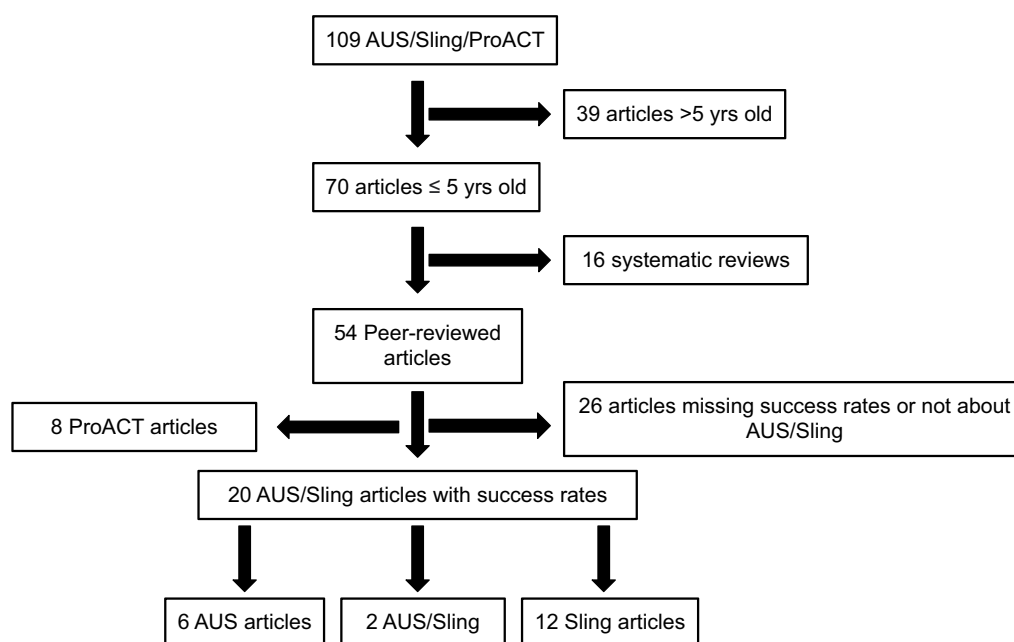 109 AUS/Sling/ProACT
39 articles >5 yrs old
70 articles ≤ 5 yrs old
16 systematic reviews
54 Peer-reviewed
articles
8 ProACT articles
26 articles missing success rates or not about
AUS/Sling
20 AUS/Sling articles with success rates
6 AUS articles
2 AUS/Sling
12 Sling articles